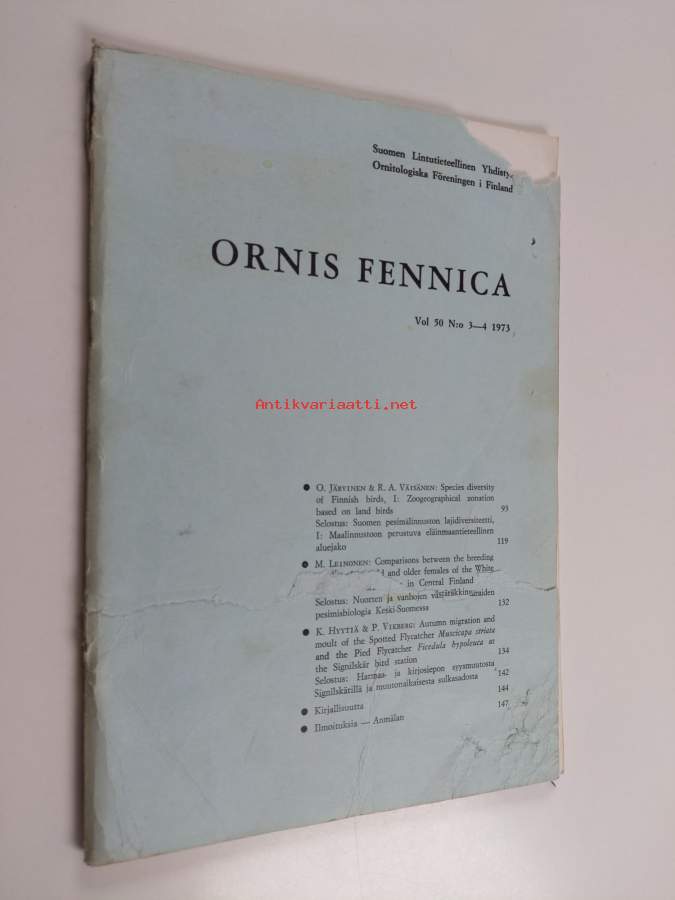 Suomen Lintutieteellinen Yhdisty
Ornitologiska Föreningen i Finland
ORNIS FENNICA
Vol 50 N:o 3—4 1973
Antikvariaatti.net
● O. JÄRVINEN & R. A. VÄISÄNEN: Species diversity
of Finnish birds, I: Zoogeographical zonation
based on land birds 93
Selostus: Suomen pesimälinnuston lajidiversiteetti,
I: Maalinnustoon perustuva eläinmaantieteellinen
aluejako 119
● M. LEINONEN: Comparisons between the breeding
and older females of the White
in Central Finland
Selostus: Nuorten ja vanhojen västäräkkinaraiden
pesimisbiologia Keski-Suomessa 132
● K. HYYTIÄ & P. VIKBERG: Autumn migration and
moult of the Spotted Flycatcher Muscicapa striata
and the Pied Flycatcher Ficedula hypoleuca at
the Signilskär bird station 134
Selostus: Harmaa- ja kirjosiepon syysmuutosta
Signilskärillä ja muutonaikaisesta sulkasadosta 142
● Kirjallisuutta 144
● Ilmoituksia — Anmälan 147